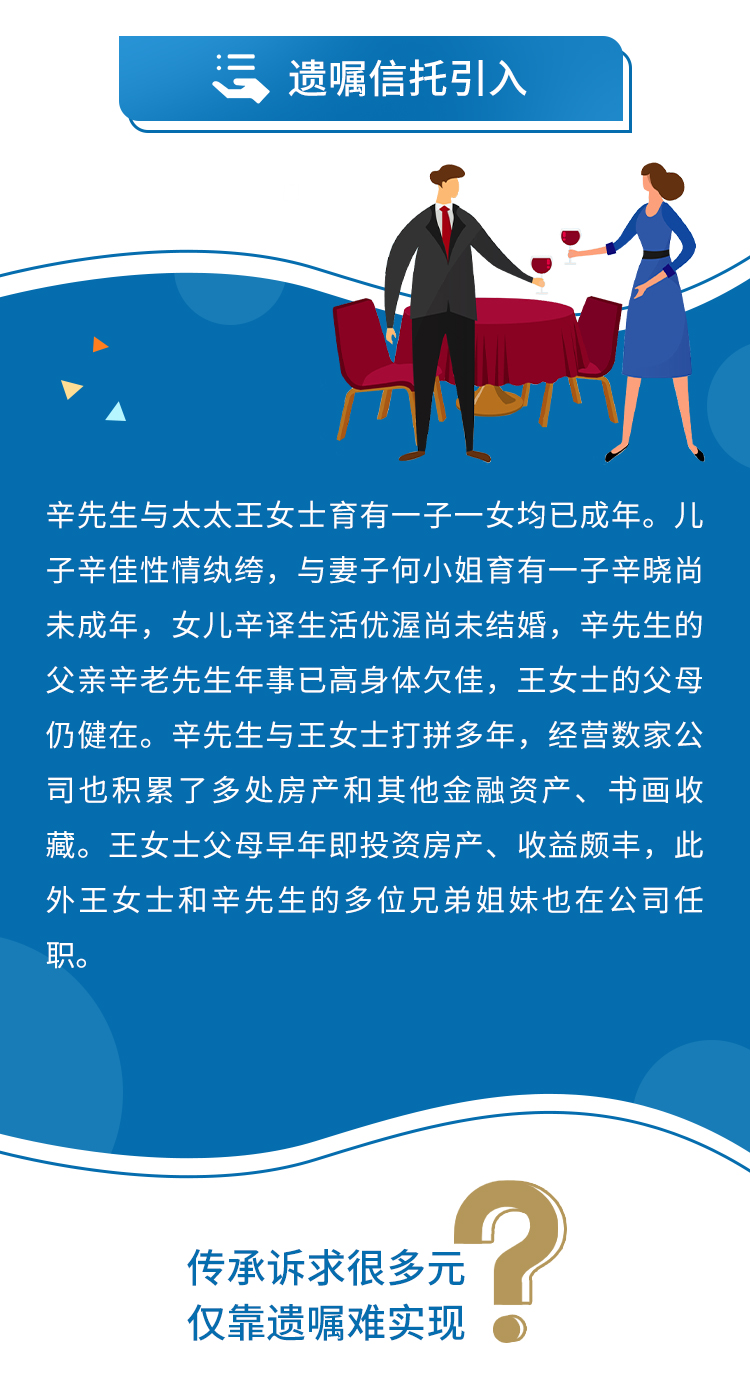 遗嘱信托引入
辛先生与太太王女士育有一子一女均已成年。儿
子辛佳性情纨绔，与妻子何小姐育有一子辛晓尚
未成年，女儿辛译生活优渥尚未结婚，辛先生的
父亲辛老先生年事已高身体欠佳，王女士的父母
仍健在。辛先生与王女士打拼多年，经营数家公
司也积累了多处房产和其他金融资产、书画收
藏。王女士父母早年即投资房产、收益颇丰，此
外王女士和辛先生的多位兄弟姐妹也在公司任
职。
传承诉求很多元
仅靠遗嘱难实现
?